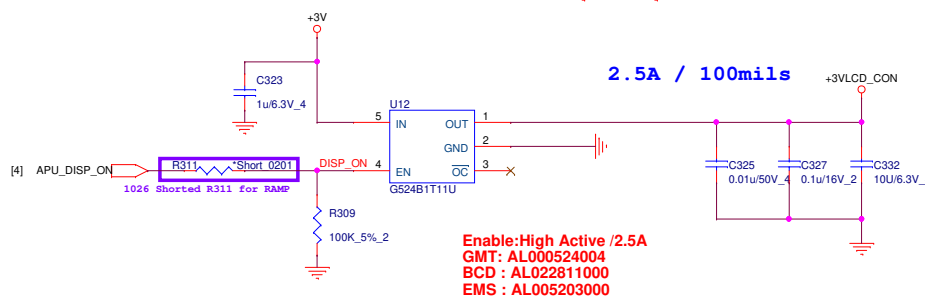 +3V
C323
1u/6.3V_4
2.5A / 100mils
+3VLCD_CON
U12
5
IN
OUT
1
GND
2
4
EN
OC
3
G524B1T11U
[4]
APU_DISP_ON
R311
*Short_0201
DISP_ON
1026 Shorted R311 for RAMP
R309
100K_5%_2
C325
0.01u/50V_4
C327
0.1u/16V_2
C332
10U/6.3V_
Enable:High Active /2.5A
GMT: AL000524004
BCD : AL022811000
EMS : AL005203000